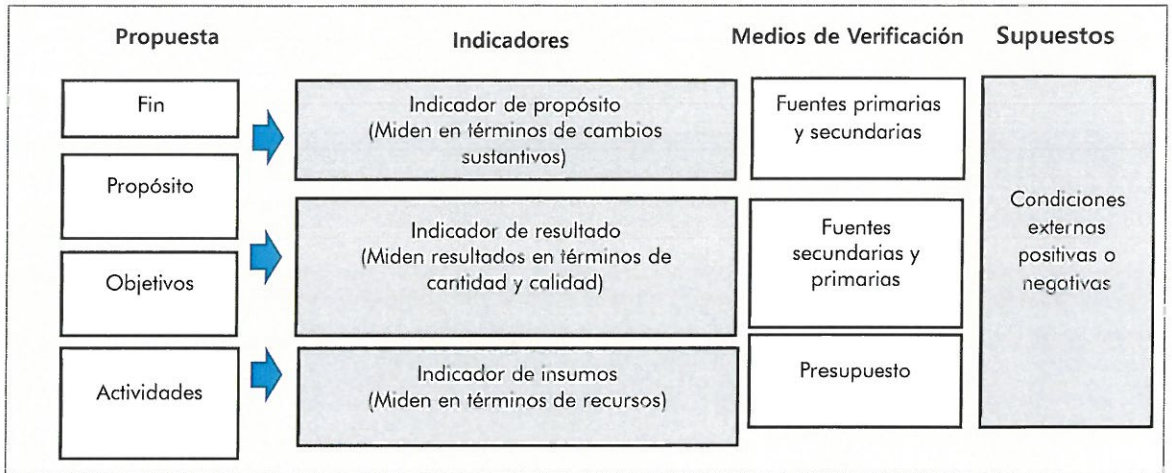 Propuesta
Indicadores
Medios de Verificación
Supuestos
Fin
Propósito
Objetivos
Actividades
Indicador de propósito
(Miden en términos de cambios
sustantivos)
Indicador de resultado
(Miden resultados en términos de
cantidad y calidad)
Indicador de insumos
(Miden en términos de recursos)
Fuentes primarias
y secundarias
Fuentes
secundarias y
primarias
Presupuesto
Condiciones
externas
positivas o
negativas